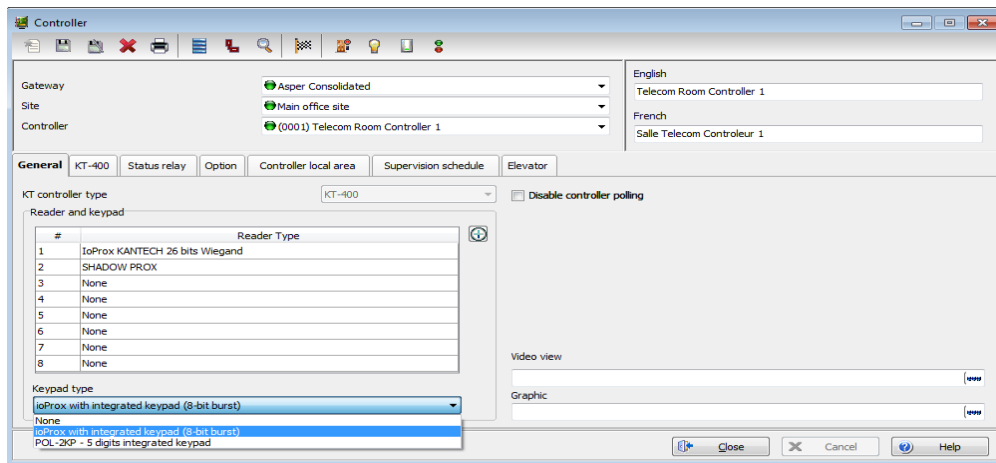 Controller
Gateway
Asper Consolidated
Site
Main office site
Controller
(0001) Telecom Room Controller 1
English
Telecom Room Controller 1
French
Salle Telecom Controleur 1
General KT-400 Status relay Option Controller local area Supervision schedule Elevator
KT controller type KT-400
Disable controller polling
Reader and keypad
# Reader Type
1 IoProx KANTECH 26 bits Wiegand
2 SHADOW PROX
3 None
4 None
5 None
6 None
7 None
8 None
Keypad type
ioProx with integrated keypad (8-bit burst)
None
ioProx with integrated keypad (8-bit burst)
POL-2KP - 5 digits integrated keypad
Video view
Graphic
Close Cancel Help